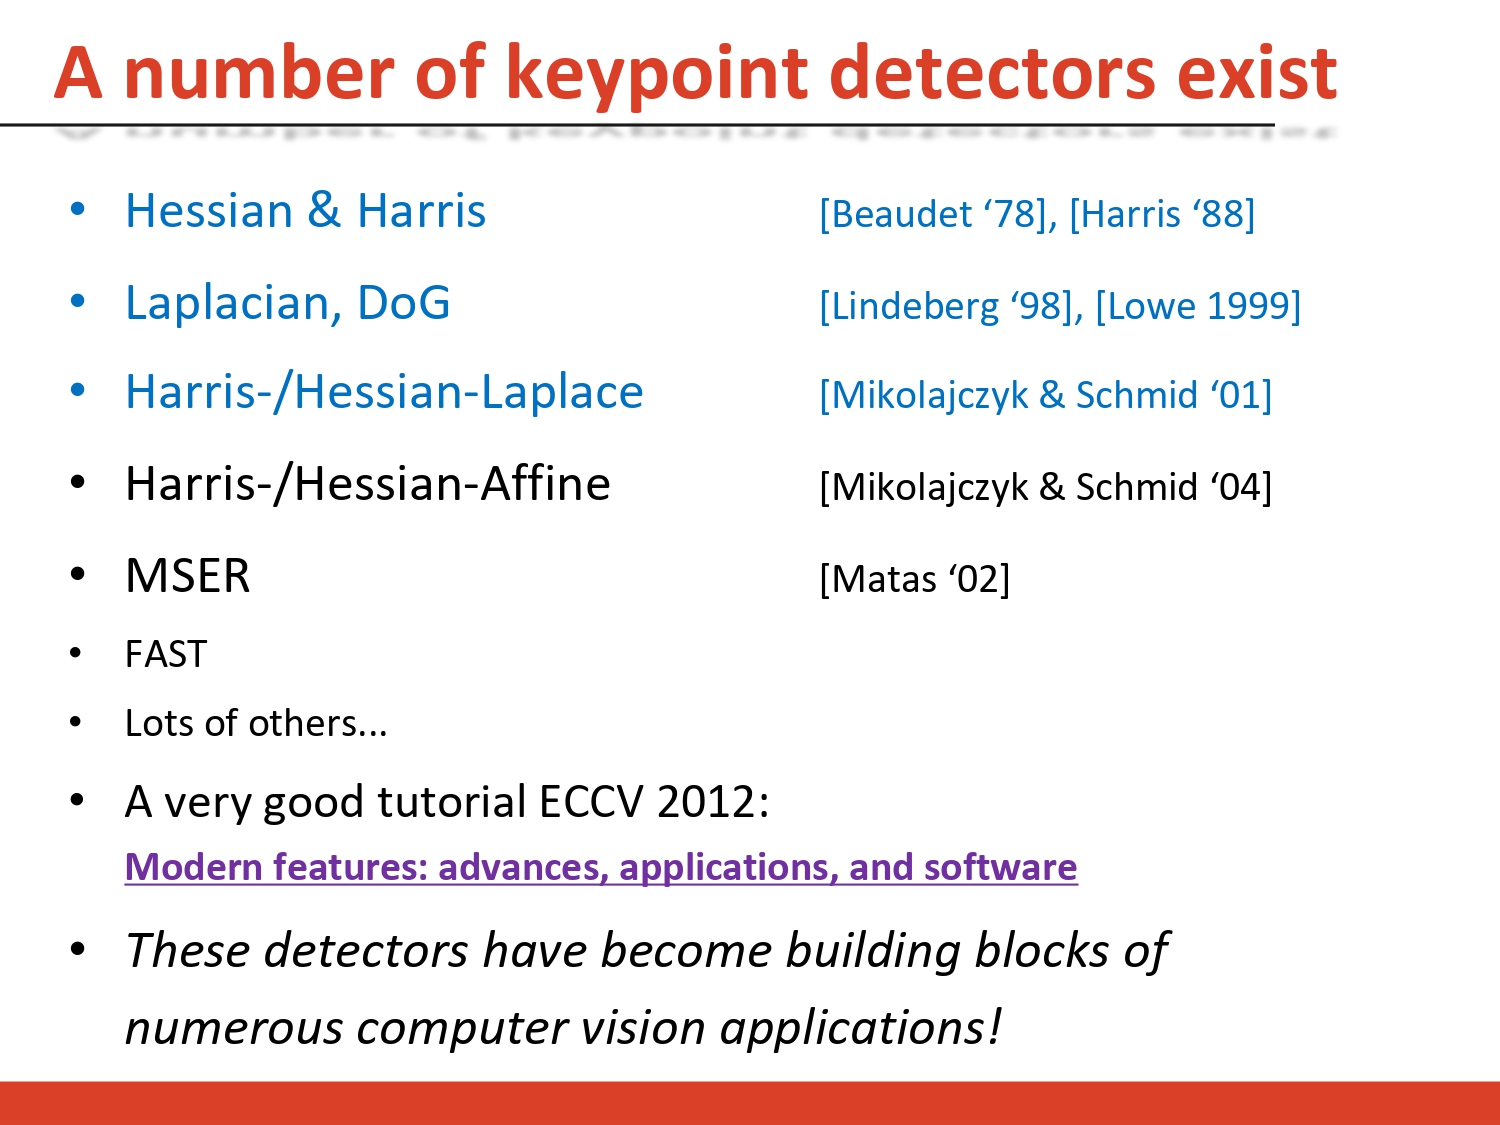 A number of keypoint detectors exist
• Hessian & Harris [Beaudet ‘78], [Harris ‘88]
• Laplacian, DoG [Lindeberg ‘98], [Lowe 1999]
• Harris-/Hessian-Laplace [Mikolajczyk & Schmid ‘01]
• Harris-/Hessian-Affine [Mikolajczyk & Schmid ‘04]
• MSER [Matas ‘02]
• FAST
• Lots of others...
• A very good tutorial ECCV 2012:
Modern features: advances, applications, and software
• These detectors have become building blocks of
numerous computer vision applications!